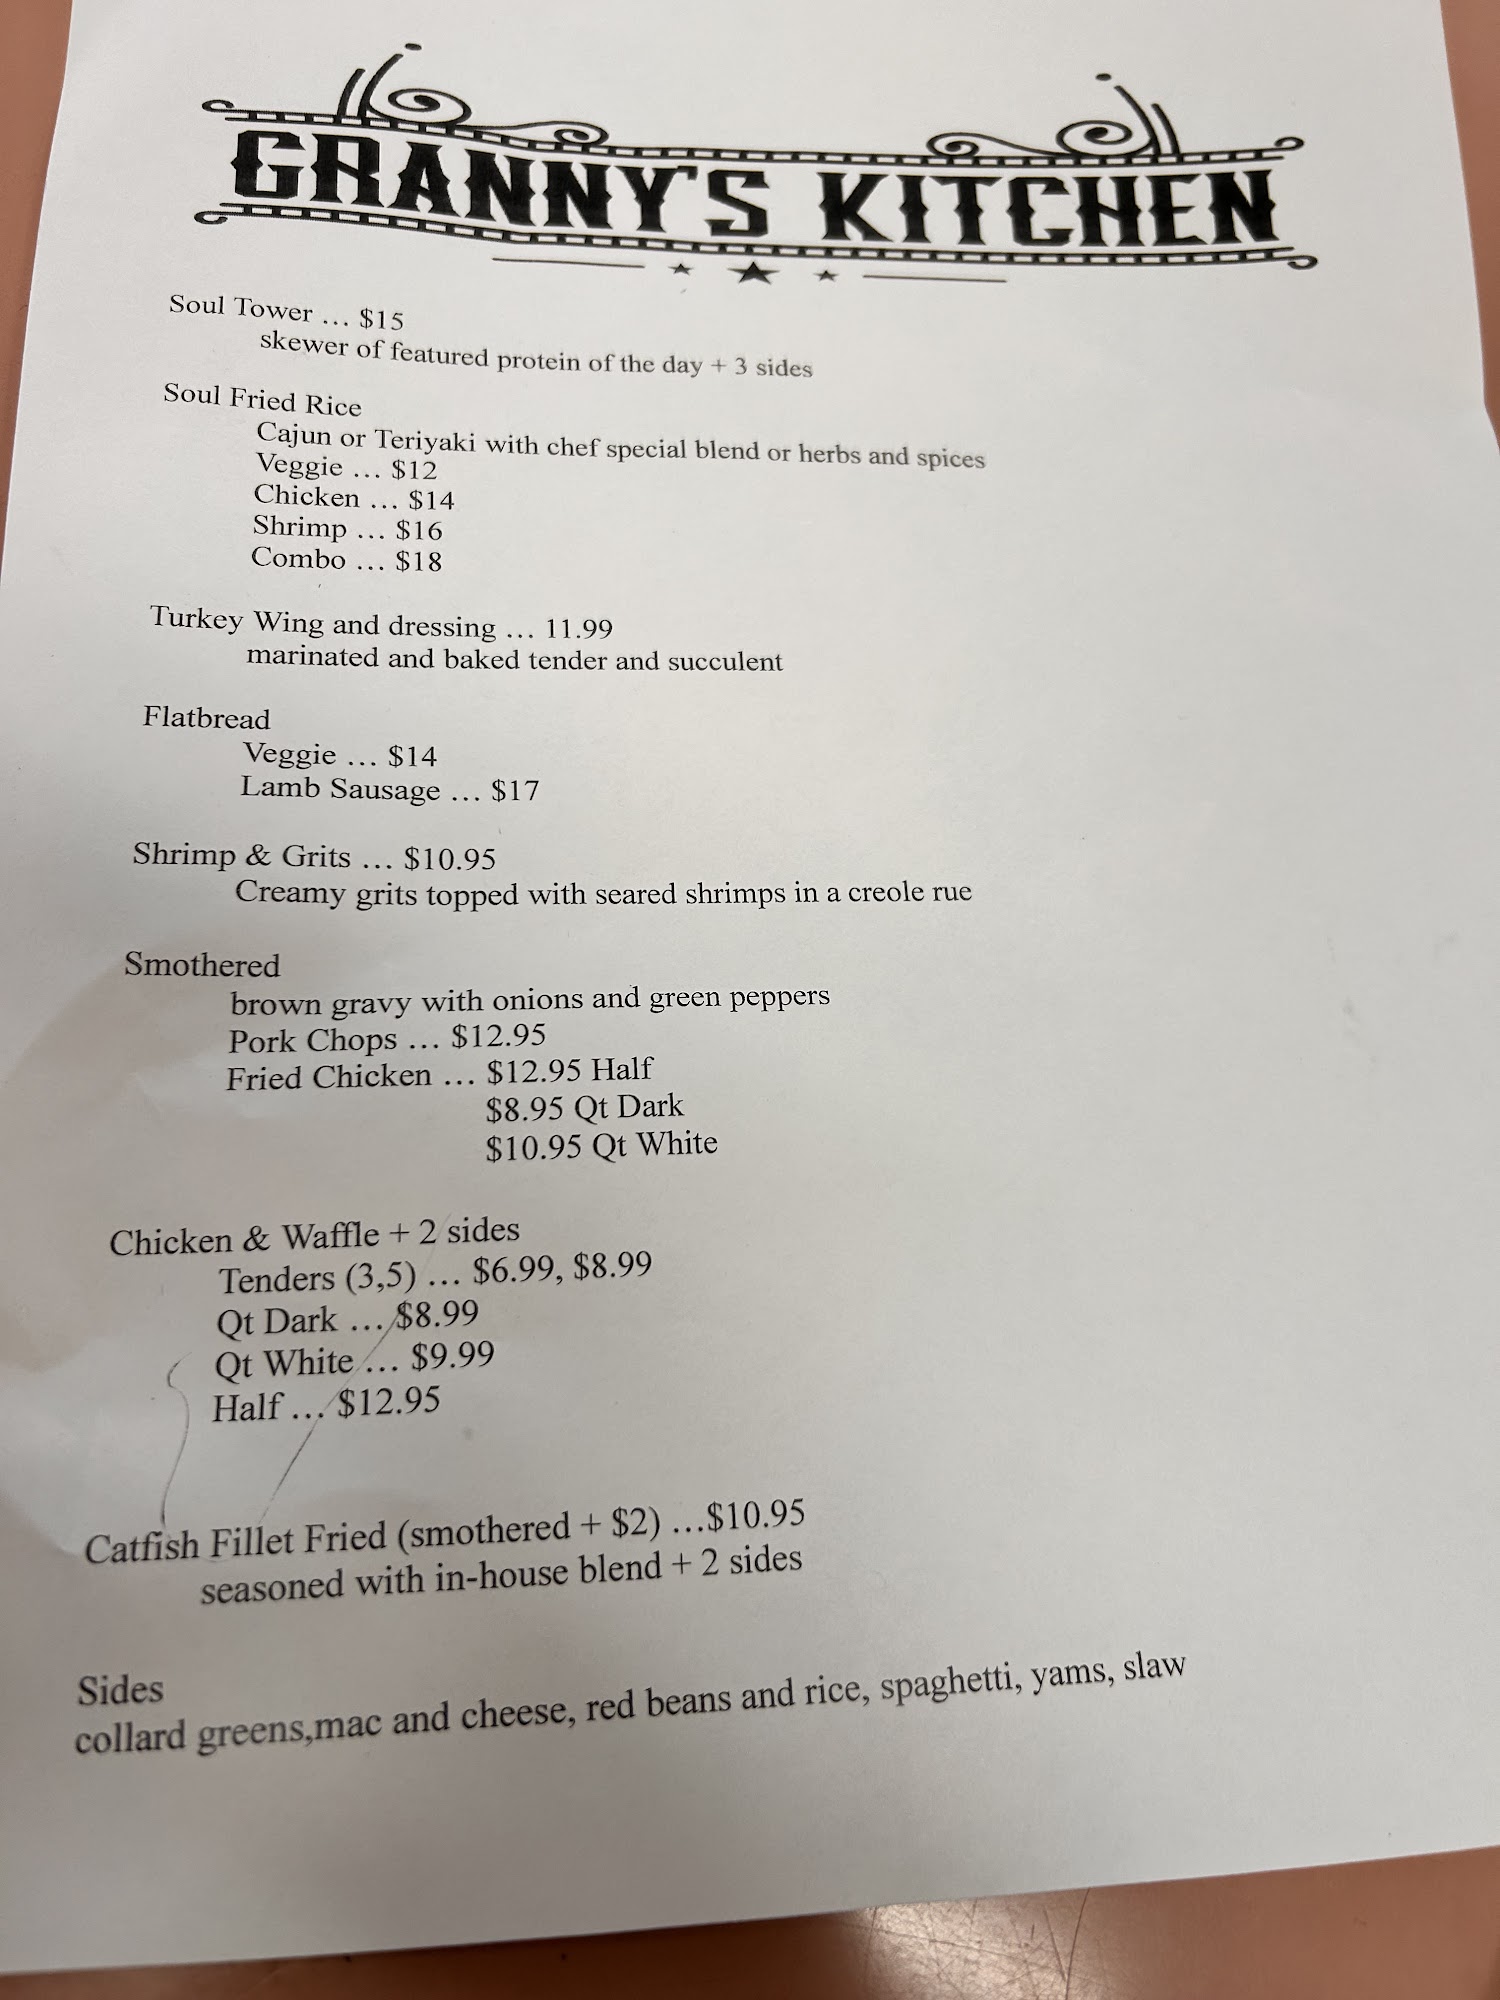 GRANNY'S KITCHEN
Soul Tower ... $15
skewer of featured protein of the day + 3 sides
Soul Fried Rice
Cajun or Teriyaki with chef special blend or herbs and spices
Veggie ... $12
Chicken ... $14
Shrimp ... $16
Combo ... $18
Turkey Wing and dressing ... 11.99
marinated and baked tender and succulent
Flatbread
Veggie ... $14
Lamb Sausage ... $17
Shrimp & Grits ... $10.95
Creamy grits topped with seared shrimps in a creole rue
Smothered
brown gravy with onions and green peppers
Pork Chops ... $12.95
Fried Chicken ... $12.95 Half
$8.95 Qt Dark
$10.95 Qt White
Chicken & Waffle + 2 sides
Tenders (3,5) ... $6.99, $8.99
Qt Dark ... $8.99
Qt White ... $9.99
Half ... $12.95
Catfish Fillet Fried (smothered + $2) ...$10.95
seasoned with in-house blend + 2 sides
Sides
collard greens,mac and cheese, red beans and rice, spaghetti, yams, slaw